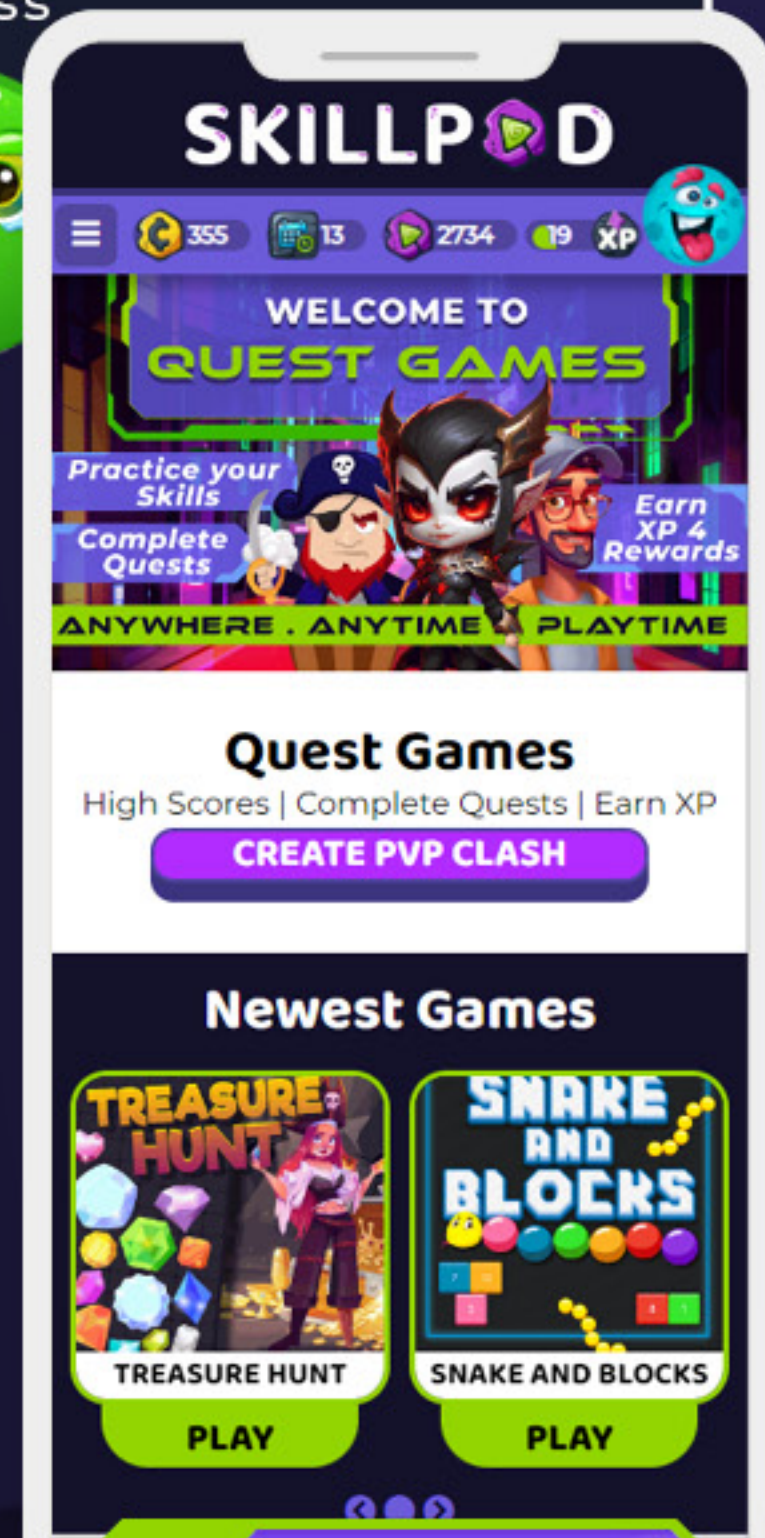 ss
SKILLPOD
355 13 2734 19 XP
WELCOME TO
QUEST GAMES
Practice your
Skills
Complete
Quests
Earn
XP 4
Rewards
ANYWHERE . ANYTIME . PLAYTIME
Quest Games
High Scores | Complete Quests | Earn XP
CREATE PVP CLASH
Newest Games
TREASURE
HUNT
SNAKE
AND
BLOCKS
TREASURE HUNT
SNAKE AND BLOCKS
PLAY
PLAY